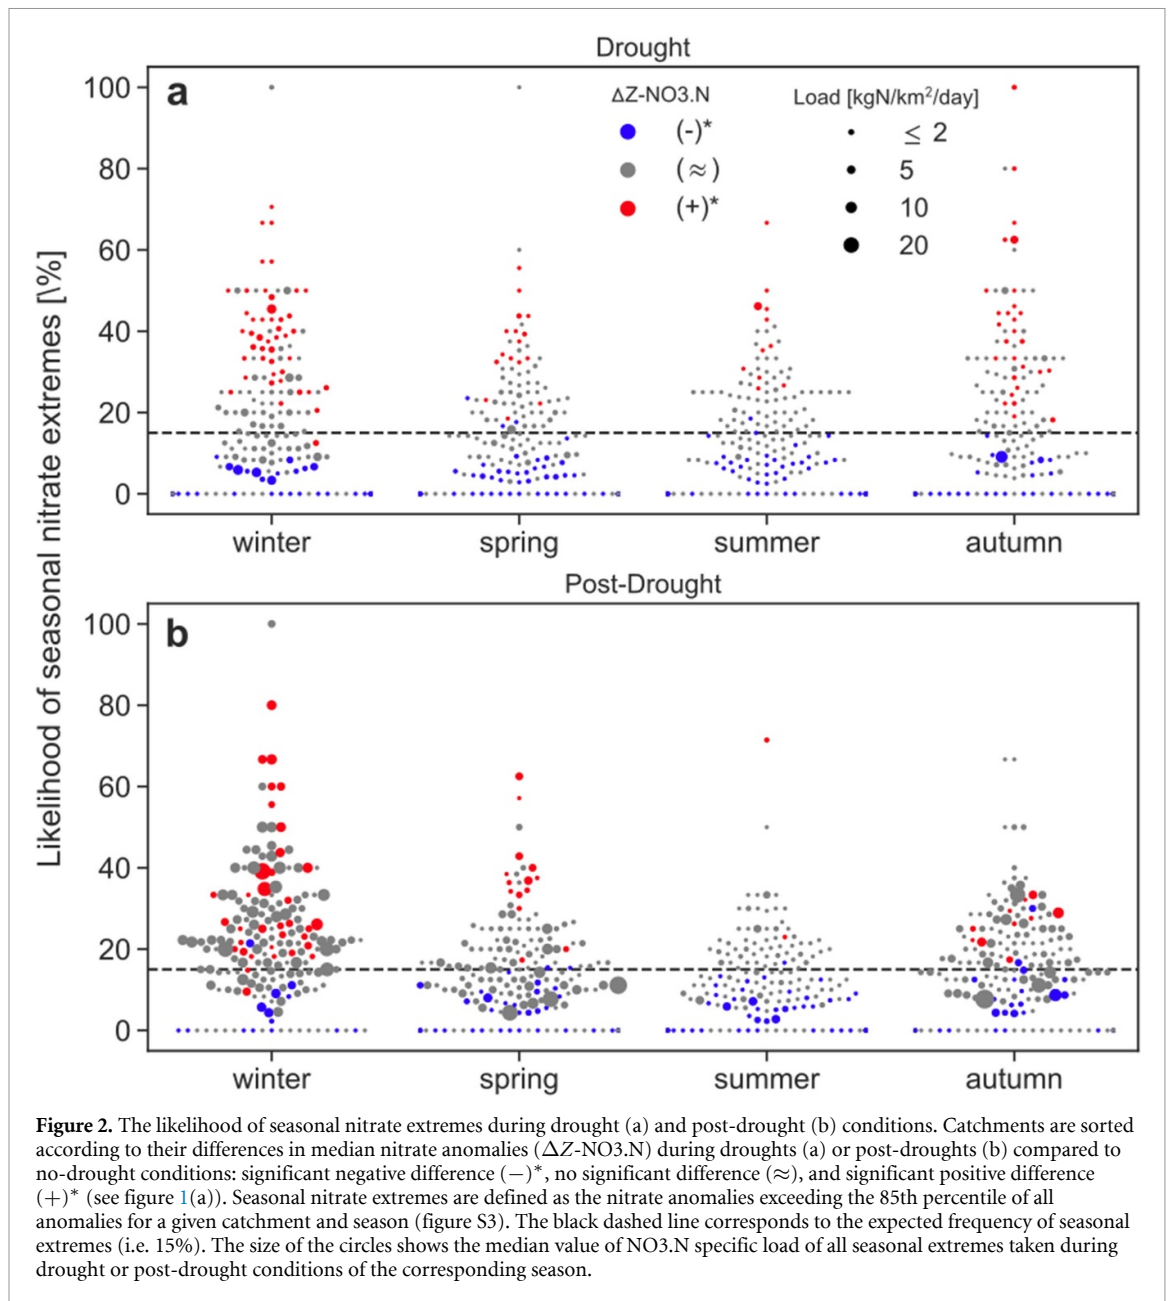 Drought
a
ΔZ-NO3.N
(-)*
(≈)
(+)*
Load [kgN/km²/day]
≤ 2
5
10
20
100
80
60
40
20
0
winter spring summer autumn
Likelihood of seasonal nitrate extremes [\%]
Post-Drought
b
100
80
60
40
20
0
winter spring summer autumn
Figure 2. The likelihood of seasonal nitrate extremes during drought (a) and post-drought (b) conditions. Catchments are sorted
according to their differences in median nitrate anomalies (ΔZ-NO3.N) during droughts (a) or post-droughts (b) compared to
no-drought conditions: significant negative difference (−)*, no significant difference (≈), and significant positive difference
(+)* (see figure 1(a)). Seasonal nitrate extremes are defined as the nitrate anomalies exceeding the 85th percentile of all
anomalies for a given catchment and season (figure S3). The black dashed line corresponds to the expected frequency of seasonal
extremes (i.e. 15%). The size of the circles shows the median value of NO3.N specific load of all seasonal extremes taken during
drought or post-drought conditions of the corresponding season.